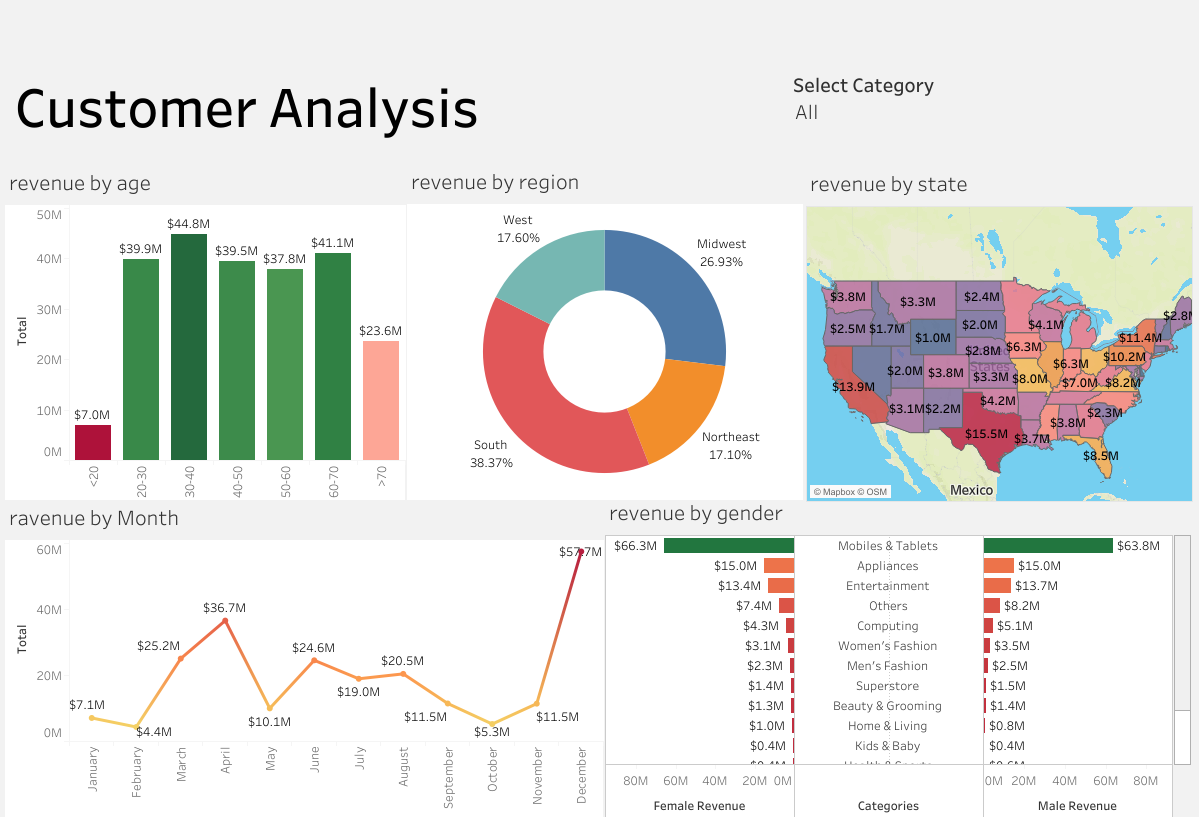 Customer Analysis
Select Category
All
revenue by age
50M
40M
30M
20M
10M
0M
Total
$7.0M
$39.9M
$44.8M
$39.5M
$37.8M
$41.1M
$23.6M
<20
20-30
30-40
40-50
50-60
60-70
>70
revenue by region
West
17.60%
Midwest
26.93%
South
38.37%
Northeast
17.10%
revenue by state
$3.8M
$3.3M
$2.4M
$2.8M
$2.5M
$1.7M
$1.0M
$2.0M
$4.1M
$11.4M
$2.8M
$6.3M
$10.2M
$13.9M
$2.0M
$3.8M
$3.3M
$8.0M
$6.3M
$7.0M
$8.2M
States
$3.1M
$2.2M
$4.2M
$3.8M
$2.3M
$15.5M
$3.7M
$8.5M
Mexico
© Mapbox © OSM
ravenue by Month
60M
40M
20M
0M
Total
$7.1M
$4.4M
$25.2M
$36.7M
$10.1M
$24.6M
$19.0M
$20.5M
$11.5M
$5.3M
$11.5M
$57.7M
January
February
March
April
May
June
July
August
September
October
November
December
revenue by gender
$66.3M Mobiles & Tablets $63.8M
$15.0M Appliances $15.0M
$13.4M Entertainment $13.7M
$7.4M Others $8.2M
$4.3M Computing $5.1M
$3.1M Women's Fashion $3.5M
$2.3M Men's Fashion $2.5M
$1.4M Superstore $1.5M
$1.3M Beauty & Grooming $1.4M
$1.0M Home & Living $0.8M
$0.4M Kids & Baby $0.4M
80M 60M 40M 20M 0M 0M 20M 40M 60M 80M
Female Revenue Categories Male Revenue